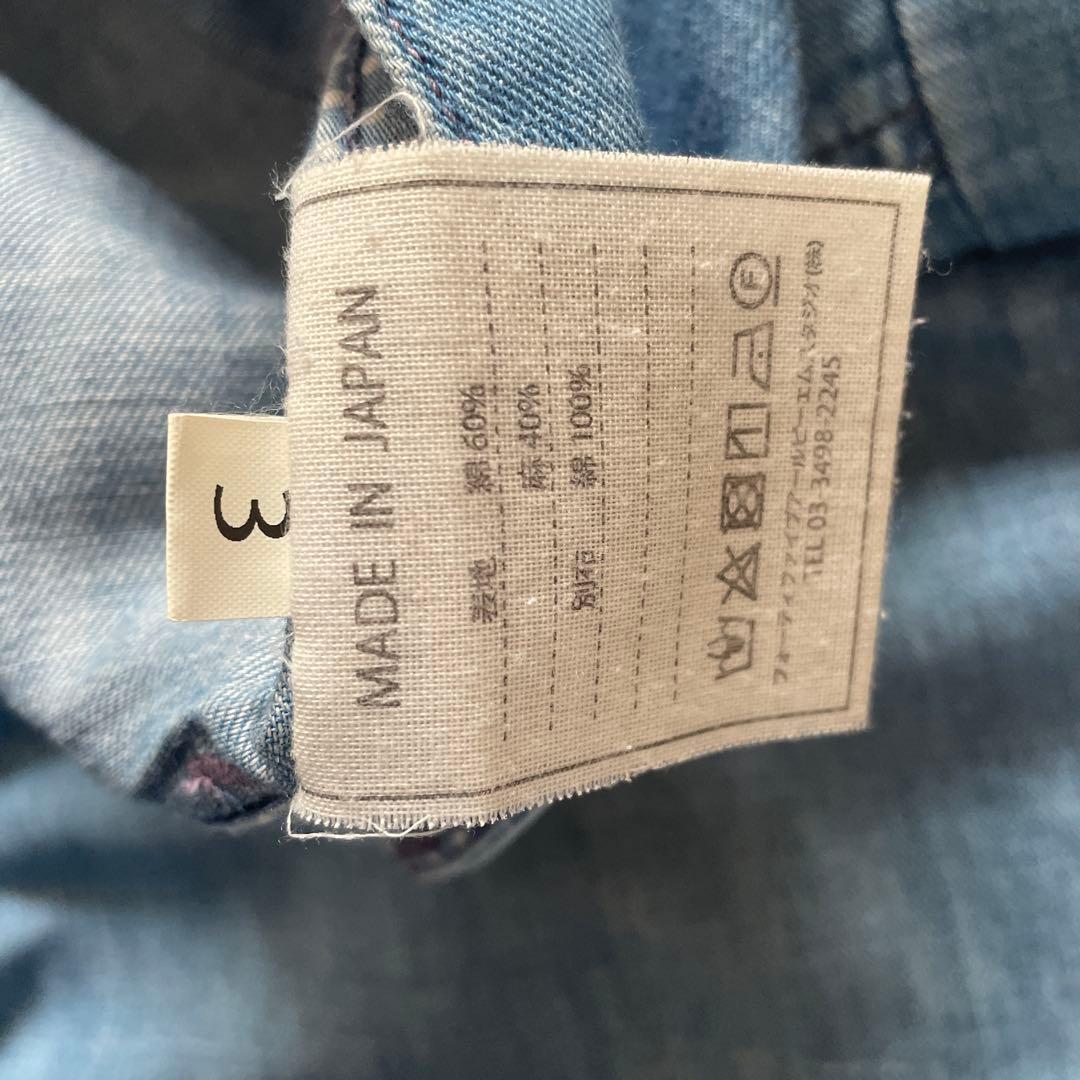 3
MADE IN JAPAN
表地 綿 60%
麻 40%
別布 綿 100%
F
フォーティファイブアールピーエムスタジオ(株)
TEL 03-3498-2245